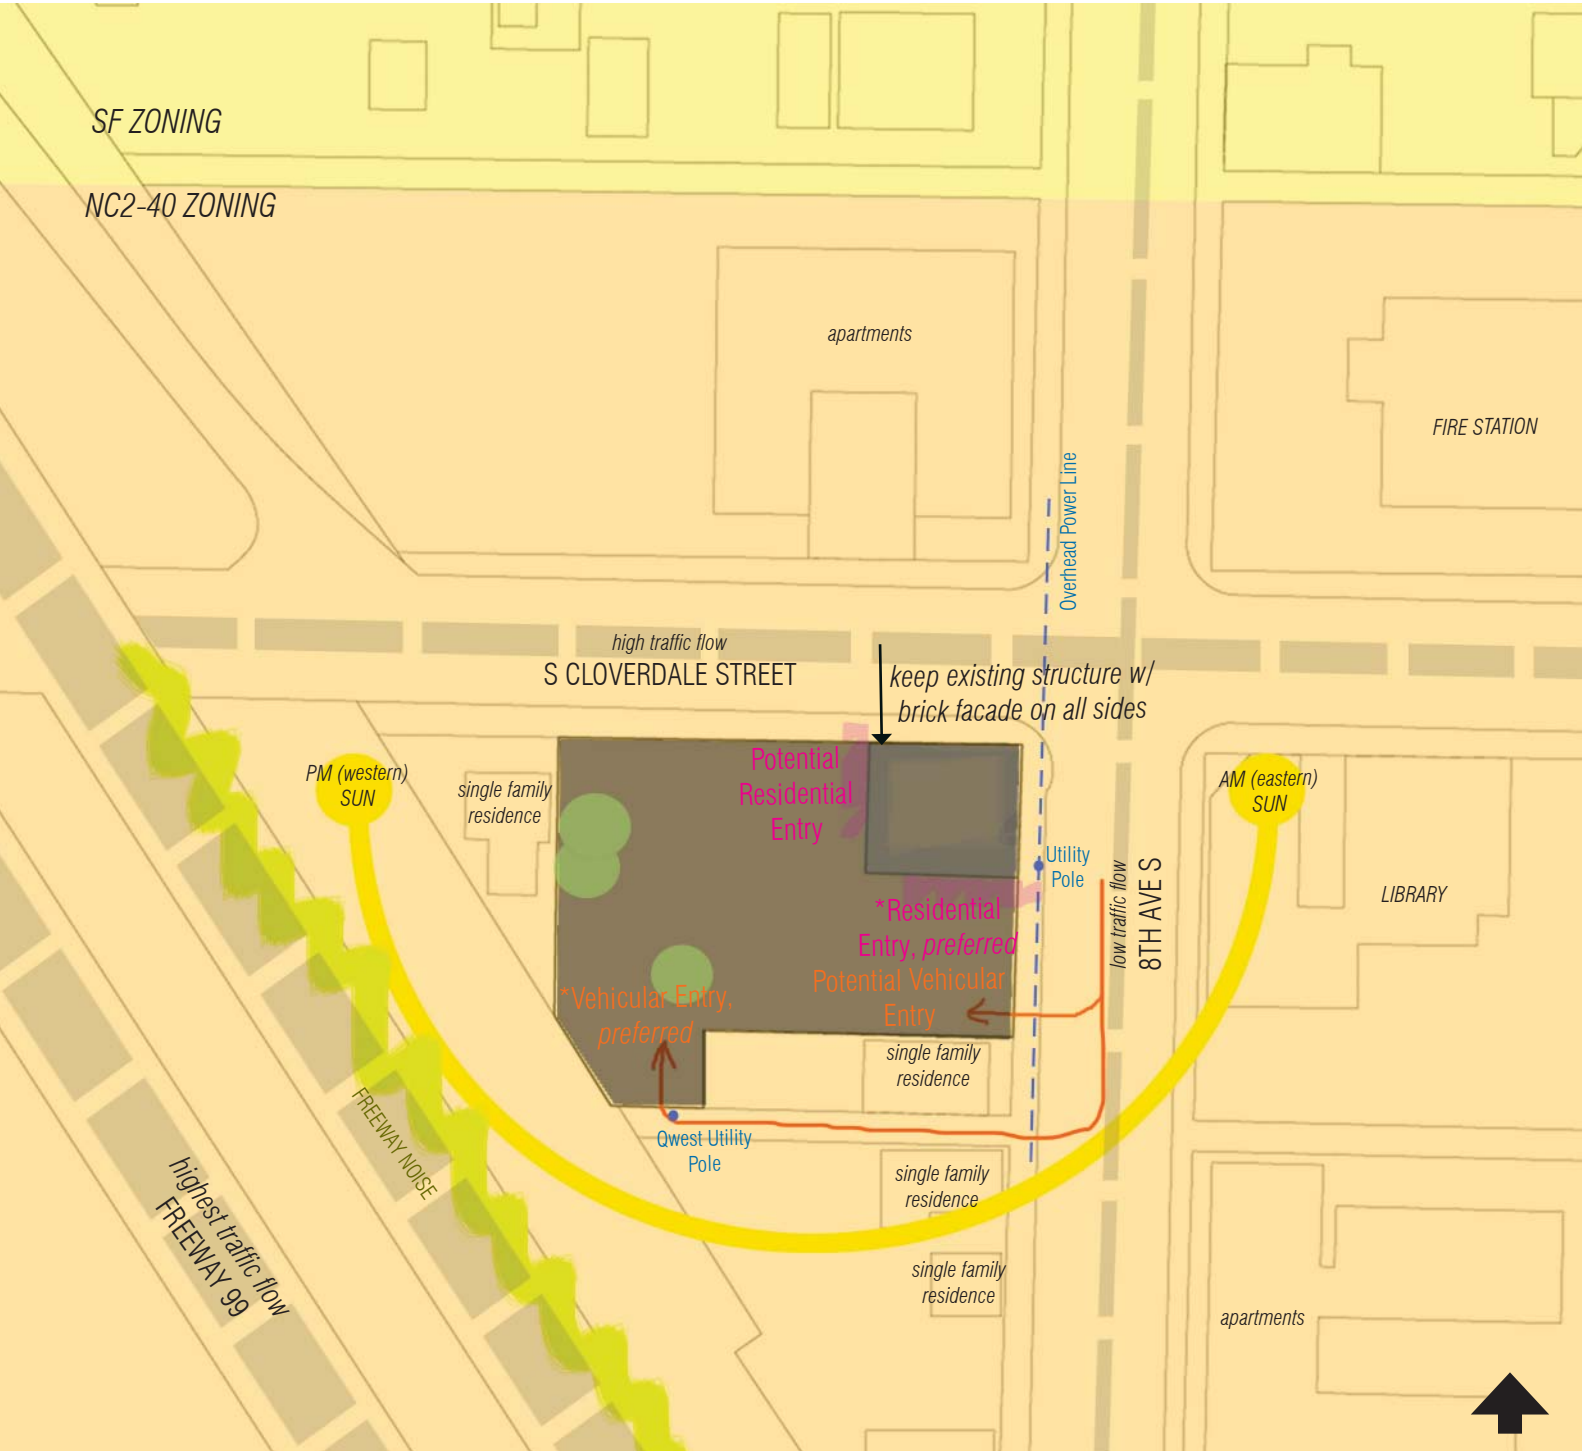 SF ZONING
NC2-40 ZONING
apartments
FIRE STATION
Overhead Power Line
high traffic flow
S CLOVERDALE STREET
keep existing structure w/
brick facade on all sides
PM (western)
SUN
single family
residence
Potential
Residential
Entry
AM (eastern)
SUN
Utility
Pole
low traffic flow
8TH AVE S
LIBRARY
*Residential
Entry, preferred
Potential Vehicular
Entry
*Vehicular Entry,
preferred
single family
residence
Qwest Utility
Pole
FREEWAY NOISE
highest traffic flow
FREEWAY 99
single family
residence
single family
residence
apartments